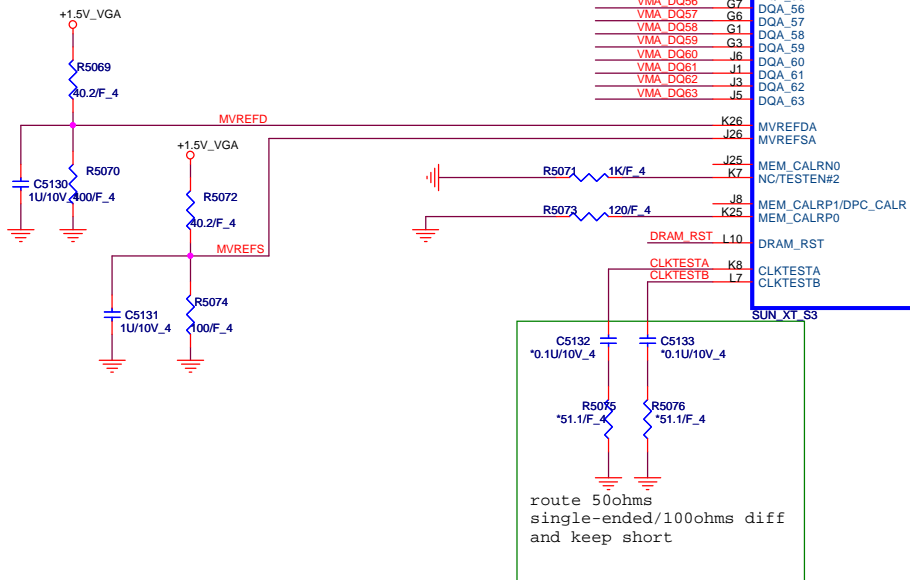 VMA_DQ56 G7 DQA_56
VMA_DQ57 G6 DQA_57
VMA_DQ58 G1 DQA_58
VMA_DQ59 G3 DQA_59
VMA_DQ60 J6 DQA_60
VMA_DQ61 J1 DQA_61
VMA_DQ62 J3 DQA_62
VMA_DQ63 J5 DQA_63
+1.5V_VGA
R5069
40.2/F_4
MVREFD
K26 MVREFDA
J26 MVREFSA
+1.5V_VGA
C5130
1U/10V_4
R5070
R5072
40.2/F_4
MVREFS
C5131
1U/10V_4
R5074
100/F_4
J25 MEM_CALRN0
R5071 1K/F_4 K7 NC/TESTEN#2
J8 MEM_CALRP1/DPC_CALR
R5073 120/F_4 K25 MEM_CALRP0
DRAM_RST L10 DRAM_RST
CLKTESTA K8 CLKTESTA
CLKTESTB L7 CLKTESTB
SUN_XT_S3
C5132
*0.1U/10V_4
C5133
*0.1U/10V_4
R5075
*51.1/F_4
R5076
*51.1/F_4
route 50ohms
single-ended/100ohms diff
and keep short